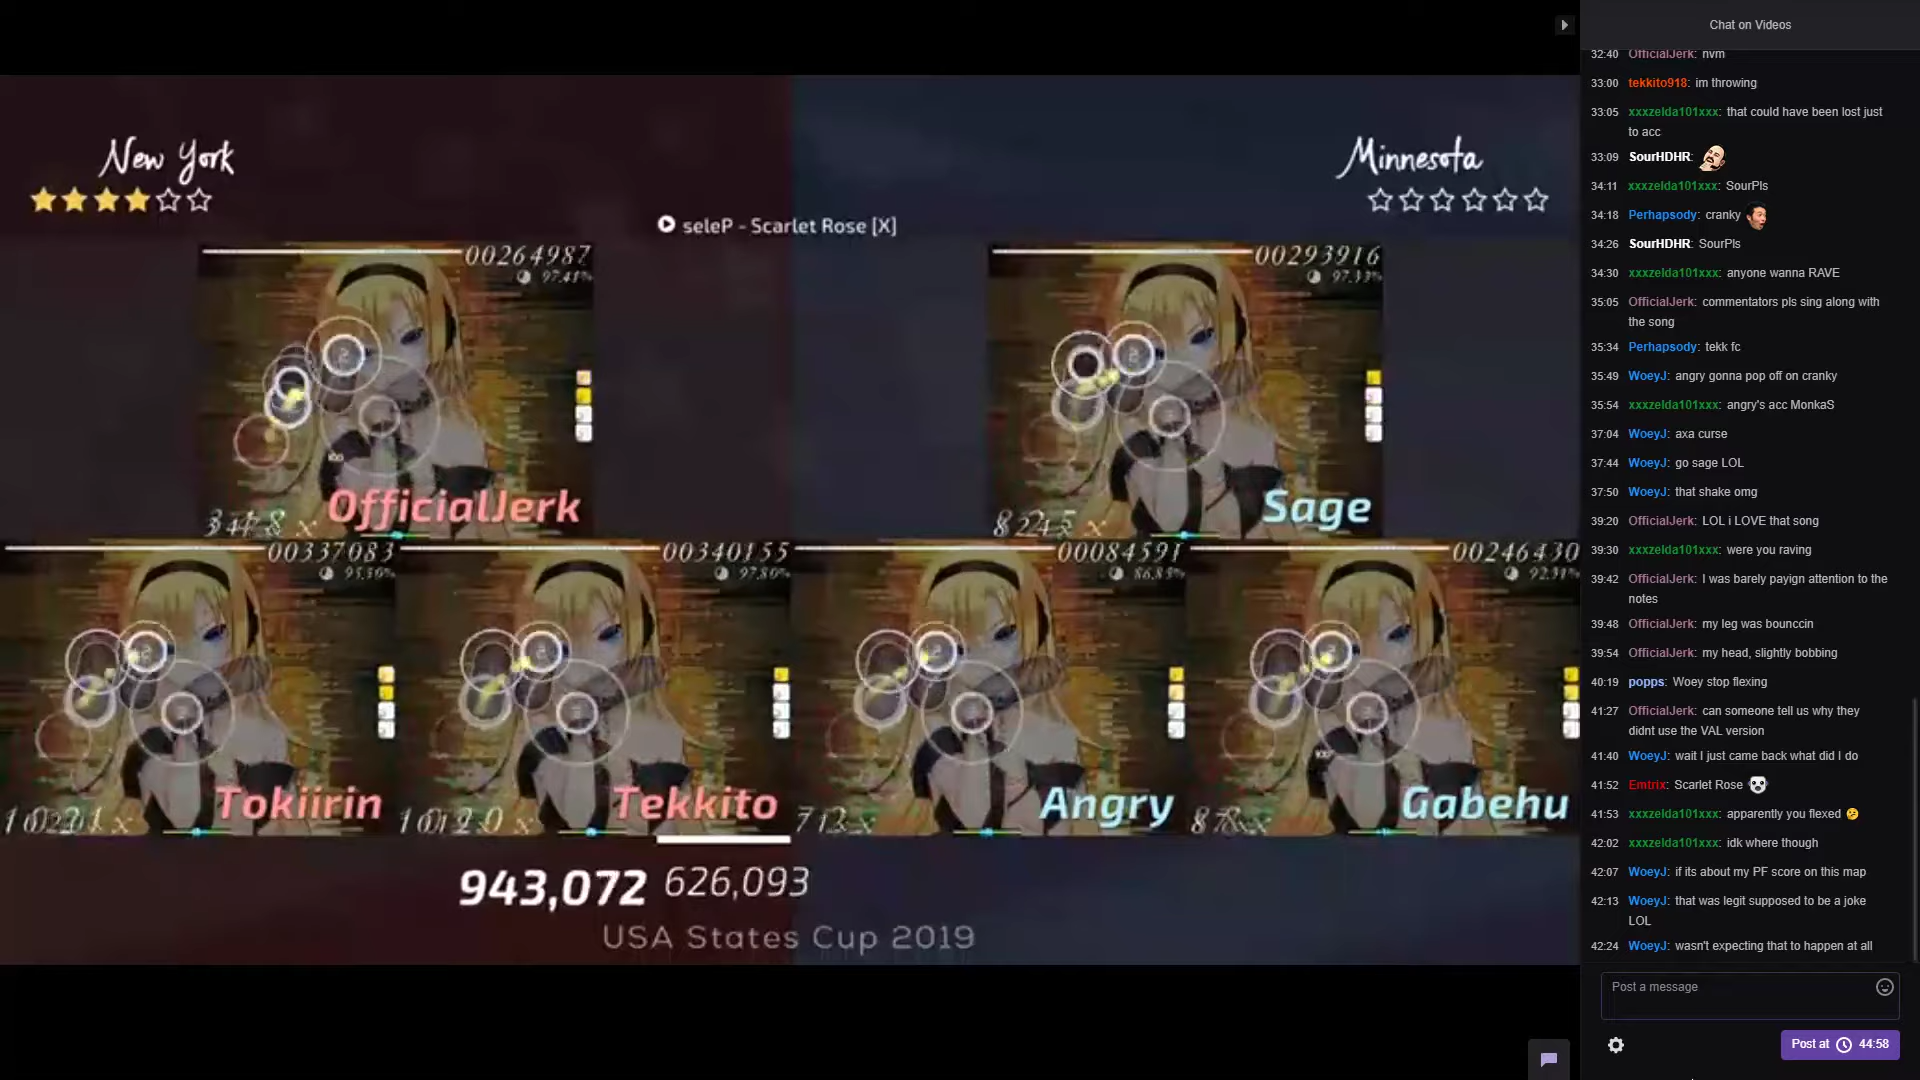 Chat on Videos
New York
Minnesota
seleP - Scarlet Rose [X]
00264987
97.41%
00293916
97.33%
OfficialJerk
Sage
00337083
95.50%
00340155
97.80%
00084591
86.85%
00246430
92.31%
Tokiirin
Tekkito
Angry
Gabehu
943,072 626,093
USA States Cup 2019
32:40 OfficialJerk: nvm
33:00 tekkito918: im throwing
33:05 xxxzelda101xxx: that could have been lost just
to acc
33:09 SourHDHR:
34:11 xxxzelda101xxx: SourPls
34:18 Perhapsody: cranky
34:26 SourHDHR: SourPls
34:30 xxxzelda101xxx: anyone wanna RAVE
35:05 OfficialJerk: commentators pls sing along with
the song
35:34 Perhapsody: tekk fc
35:49 WoeyJ: angry gonna pop off on cranky
35:54 xxxzelda101xxx: angry's acc MonkaS
37:04 WoeyJ: axa curse
37:44 WoeyJ: go sage LOL
37:50 WoeyJ: that shake omg
39:20 OfficialJerk: LOL i LOVE that song
39:30 xxxzelda101xxx: were you raving
39:42 OfficialJerk: I was barely payign attention to the
notes
39:48 OfficialJerk: my leg was bounccin
39:54 OfficialJerk: my head, slightly bobbing
40:19 popps: Woey stop flexing
41:27 OfficialJerk: can someone tell us why they
didnt use the VAL version
41:40 WoeyJ: wait I just came back what did I do
41:52 Emtrix: Scarlet Rose
41:53 xxxzelda101xxx: apparently you flexed
42:02 xxxzelda101xxx: idk where though
42:07 WoeyJ: if its about my PF score on this map
42:13 WoeyJ: that was legit supposed to be a joke
LOL
42:24 WoeyJ: wasn't expecting that to happen at all
Post a message
Post at 44:58